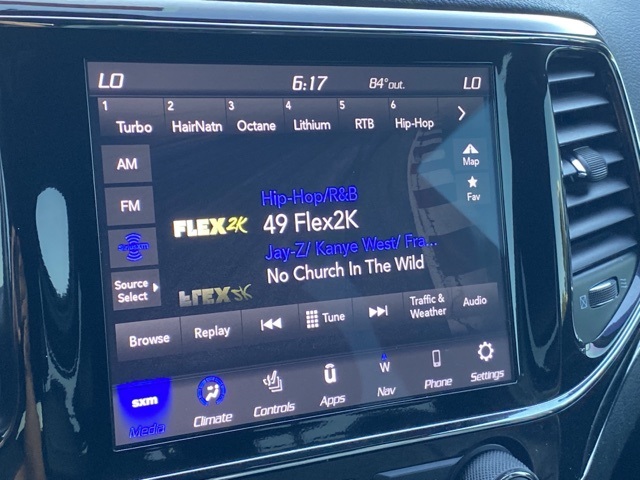 LO 6:17 84°out. LO
1 2 3 4 5 6
Turbo HairNatn Octane Lithium RTB Hip-Hop
AM
Map
FM
Fav
Hip-Hop/R&B
FLEX2K 49 Flex2K
Jay-Z/ Kanye West/ Fra...
No Church In The Wild
Source
Select
Browse Replay Tune Traffic &
Weather Audio
sxm
Media Climate Controls Apps Nav Phone Settings
W